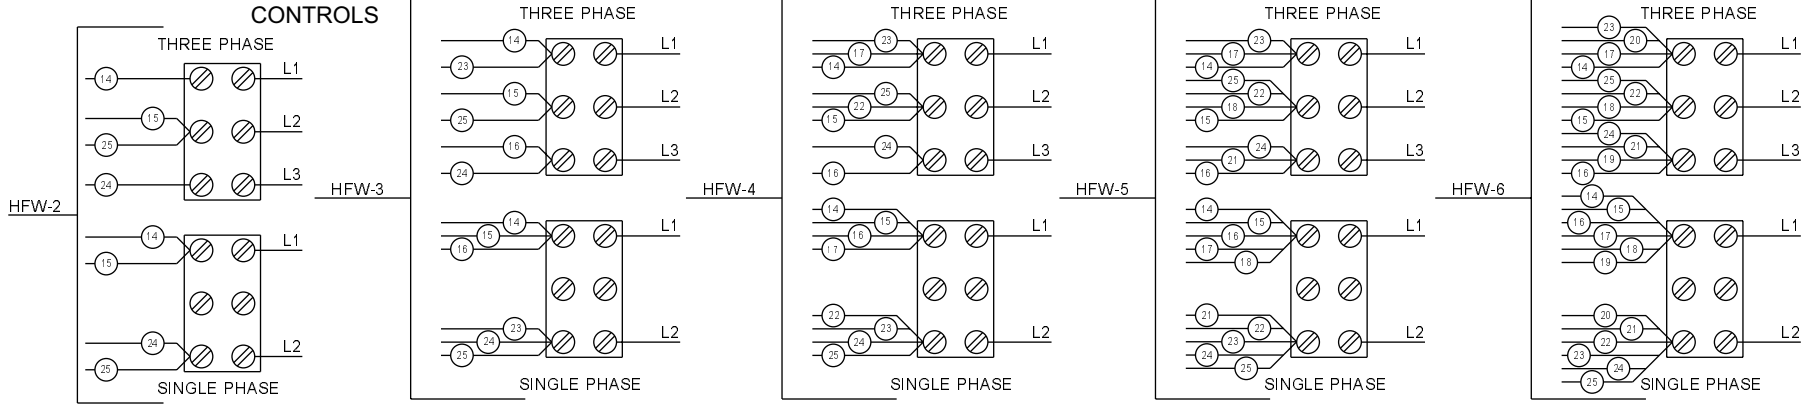 CONTROLS
HFW-2
THREE PHASE
14
L1
15
25
L2
24
L3
14
15
L1
24
25
L2
SINGLE PHASE
HFW-3
THREE PHASE
14
23
L1
15
25
L2
16
24
L3
14
15
16
L1
23
24
25
L2
SINGLE PHASE
HFW-4
THREE PHASE
23
17
14
L1
25
22
15
L2
24
16
L3
14
15
16
17
L1
22
23
24
25
L2
SINGLE PHASE
HFW-5
THREE PHASE
23
17
14
L1
25
22
18
15
L2
24
21
16
L3
14
15
16
17
18
L1
21
22
23
24
25
L2
SINGLE PHASE
HFW-6
THREE PHASE
23
20
17
14
L1
25
22
18
15
L2
24
21
19
16
L3
14
15
16
17
18
19
L1
20
21
22
23
24
25
L2
SINGLE PHASE